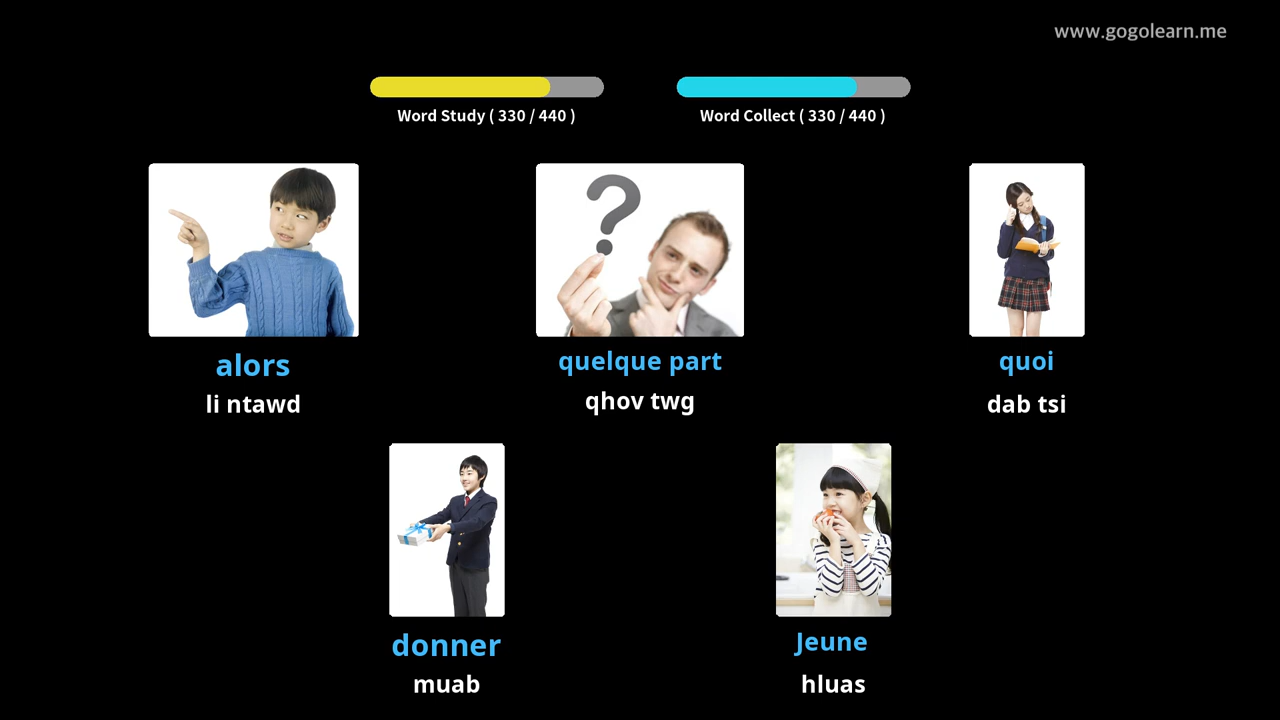 www.gogolearn.me
Word Study ( 330 / 440 )
Word Collect ( 330 / 440 )
alors
li ntawd
quelque part
qhov twg
quoi
dab tsi
donner
muab
Jeune
hluas